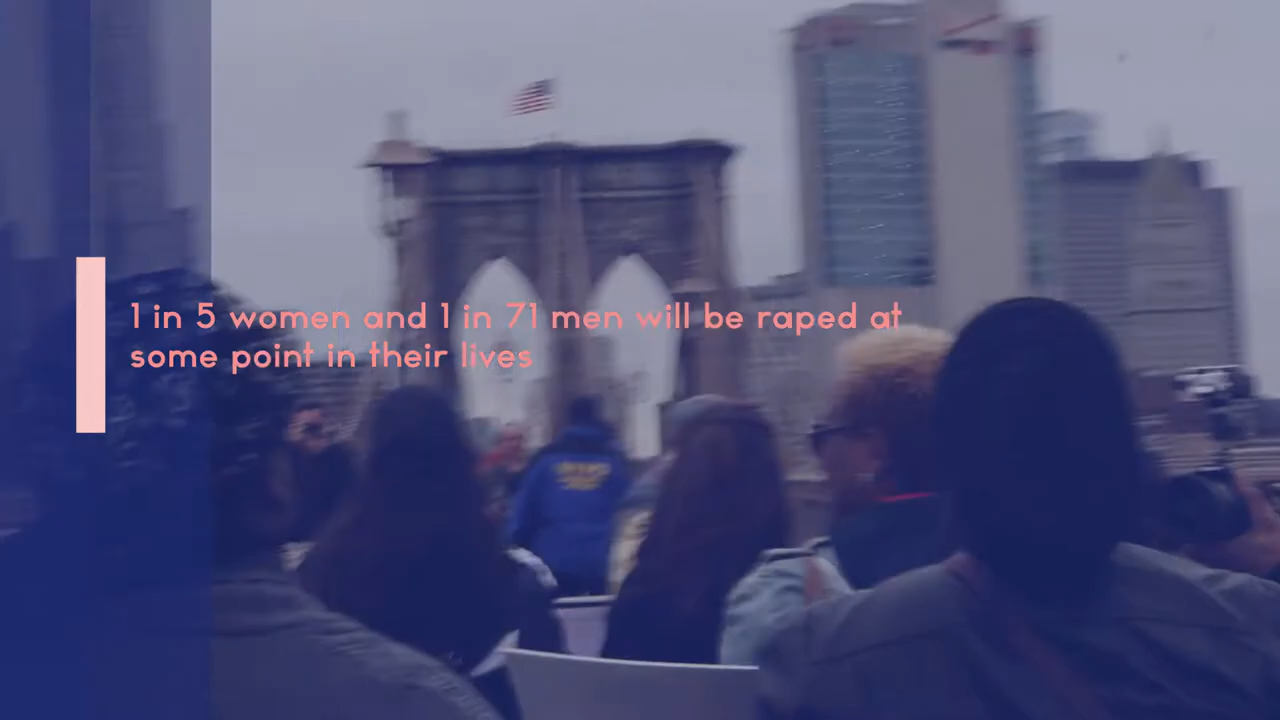 1 in 5 women and 1 in 71 men will be raped at
some point in their lives